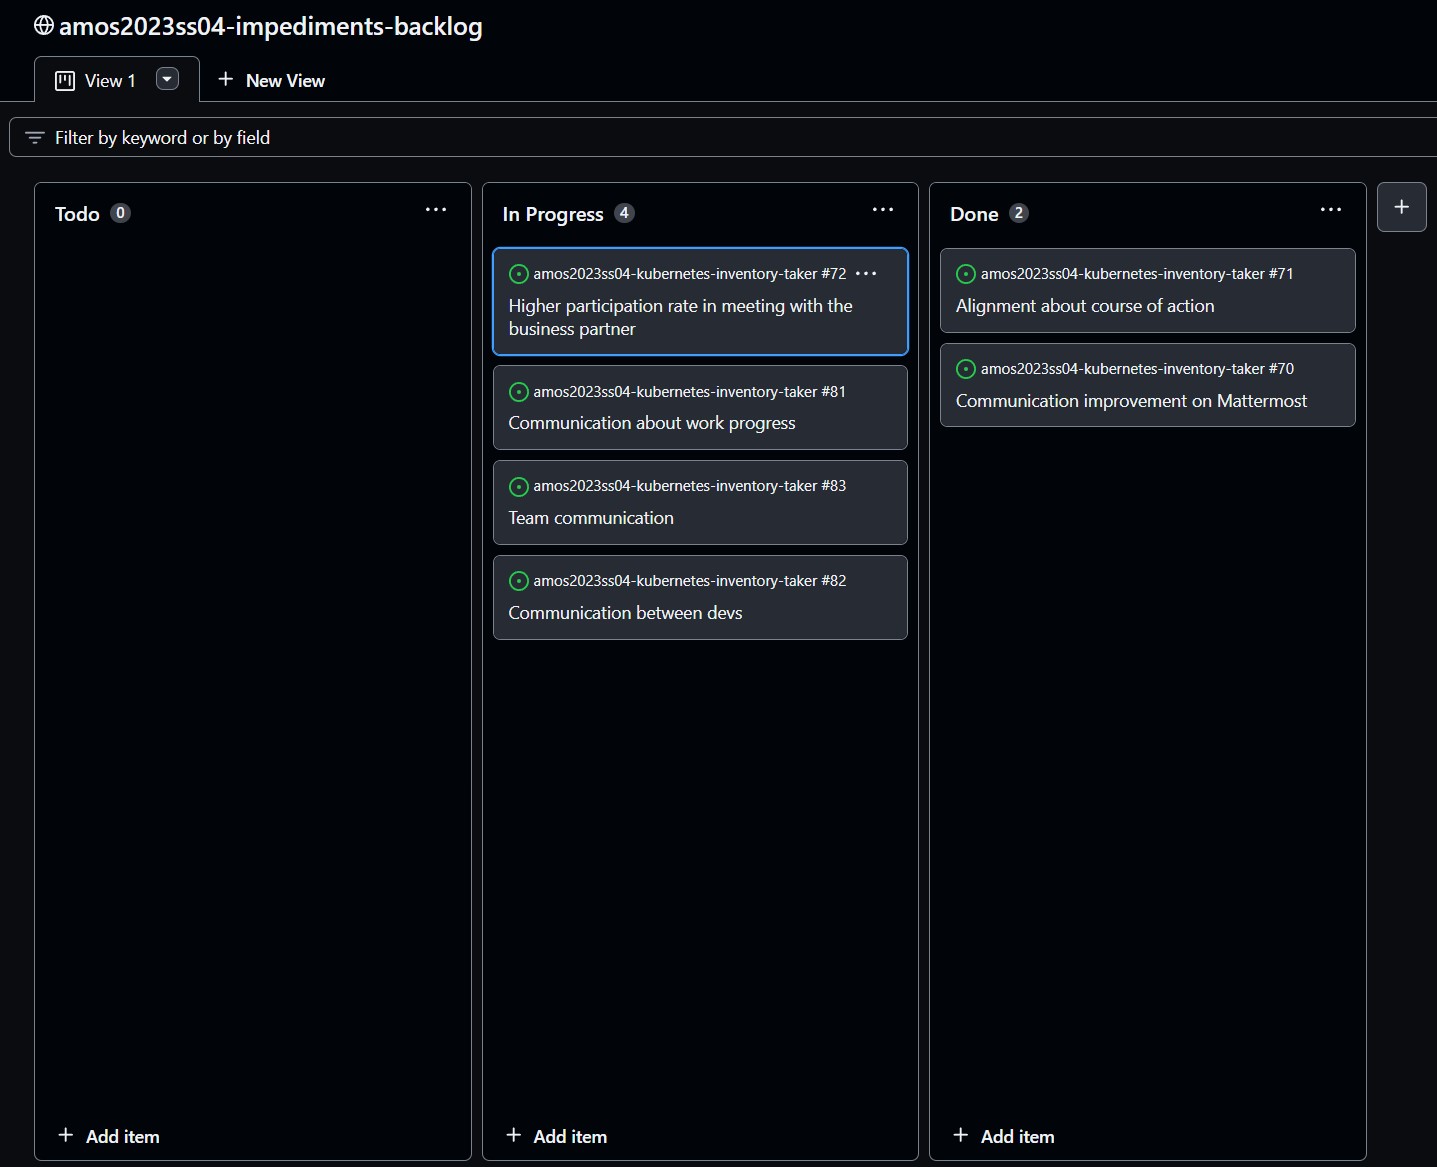 amos2023ss04-impediments-backlog
View 1
New View
Filter by keyword or by field
Todo 0
In Progress 4
amos2023ss04-kubernetes-inventory-taker #72
Higher participation rate in meeting with the
business partner
amos2023ss04-kubernetes-inventory-taker #81
Communication about work progress
amos2023ss04-kubernetes-inventory-taker #83
Team communication
amos2023ss04-kubernetes-inventory-taker #82
Communication between devs
Done 2
amos2023ss04-kubernetes-inventory-taker #71
Alignment about course of action
amos2023ss04-kubernetes-inventory-taker #70
Communication improvement on Mattermost
Add item
Add item
Add item